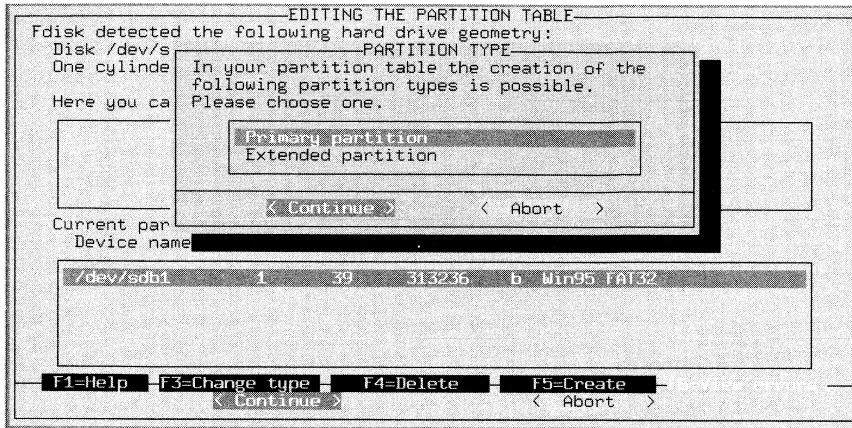 EDITING THE PARTITION TABLE
Fdisk detected the following hard drive geometry:
Disk /dev/s
One cylinde
Here you ca
PARTITION TYPE
In your partition table the creation of the
following partition types is possible.
Please choose one.
Primary partition
Extended partition
< Continue > < Abort >
Current par
Device name
/dev/sdb1 1 39 313236 b Win95 FAT32
F1=Help F3=Change type F4=Delete F5=Create
< Continue > < Abort >